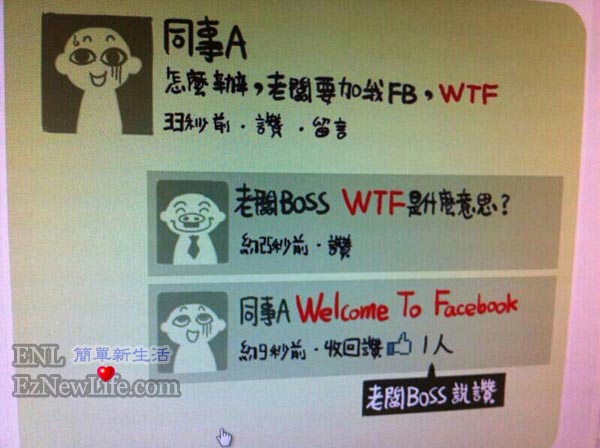 同事A
怎麼辦，老闆要加我FB，WTF
33秒前．讚．留言
老闆BOSS WTF是什麼意思？
約25秒前．讚
同事A Welcome To Facebook
約9秒前．收回讚 1人
老闆BOSS說讚
ENL 簡單新生活
EzNewLife.com